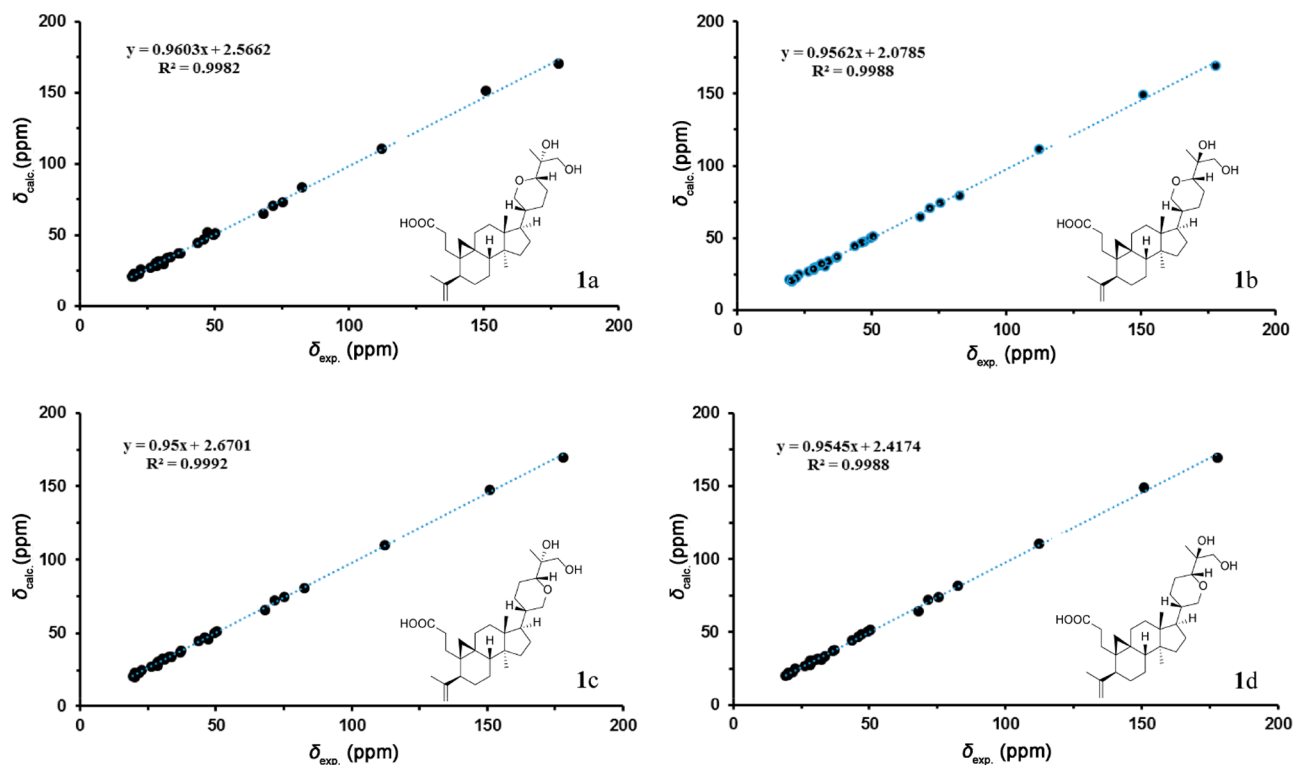 200
150
100
50
0
δcalc. (ppm)
y = 0.9603x + 2.5662
R² = 0.9982
OH
OH
O
H
H
HOOC
H
H
1a
0
50
100
150
200
δexp. (ppm)
200
150
100
50
0
δcalc. (ppm)
y = 0.9562x + 2.0785
R² = 0.9988
OH
OH
O
H
H
HOOC
H
H
1b
0
50
100
150
200
δexp. (ppm)
200
150
100
50
0
δcalc. (ppm)
y = 0.95x + 2.6701
R² = 0.9992
OH
OH
H
O
H
HOOC
H
H
1c
0
50
100
150
200
δexp. (ppm)
200
150
100
50
0
δcalc. (ppm)
y = 0.9545x + 2.4174
R² = 0.9988
OH
OH
H
O
H
HOOC
H
H
1d
0
50
100
150
200
δexp. (ppm)